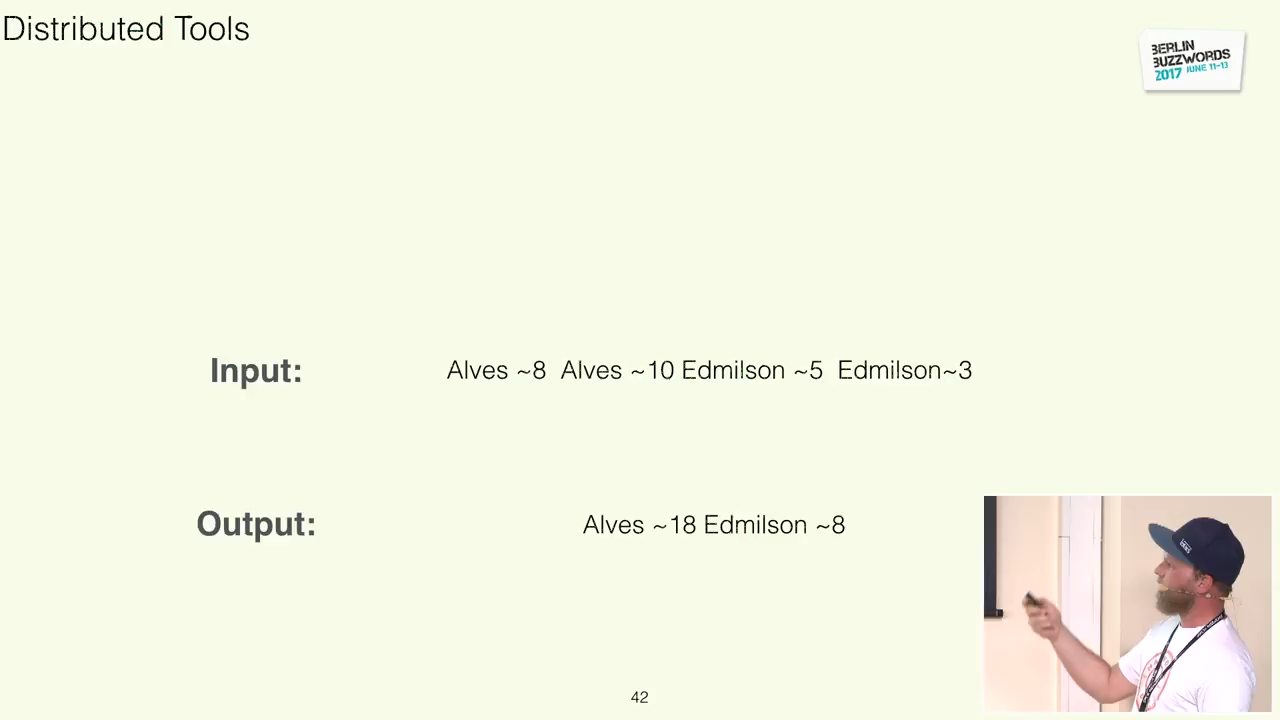 Distributed Tools
BERLIN
BUZZWORDS
2017 JUNE 11-13
Input: Alves ~8  Alves ~10 Edmilson ~5  Edmilson~3
Output: Alves ~18 Edmilson ~8
42